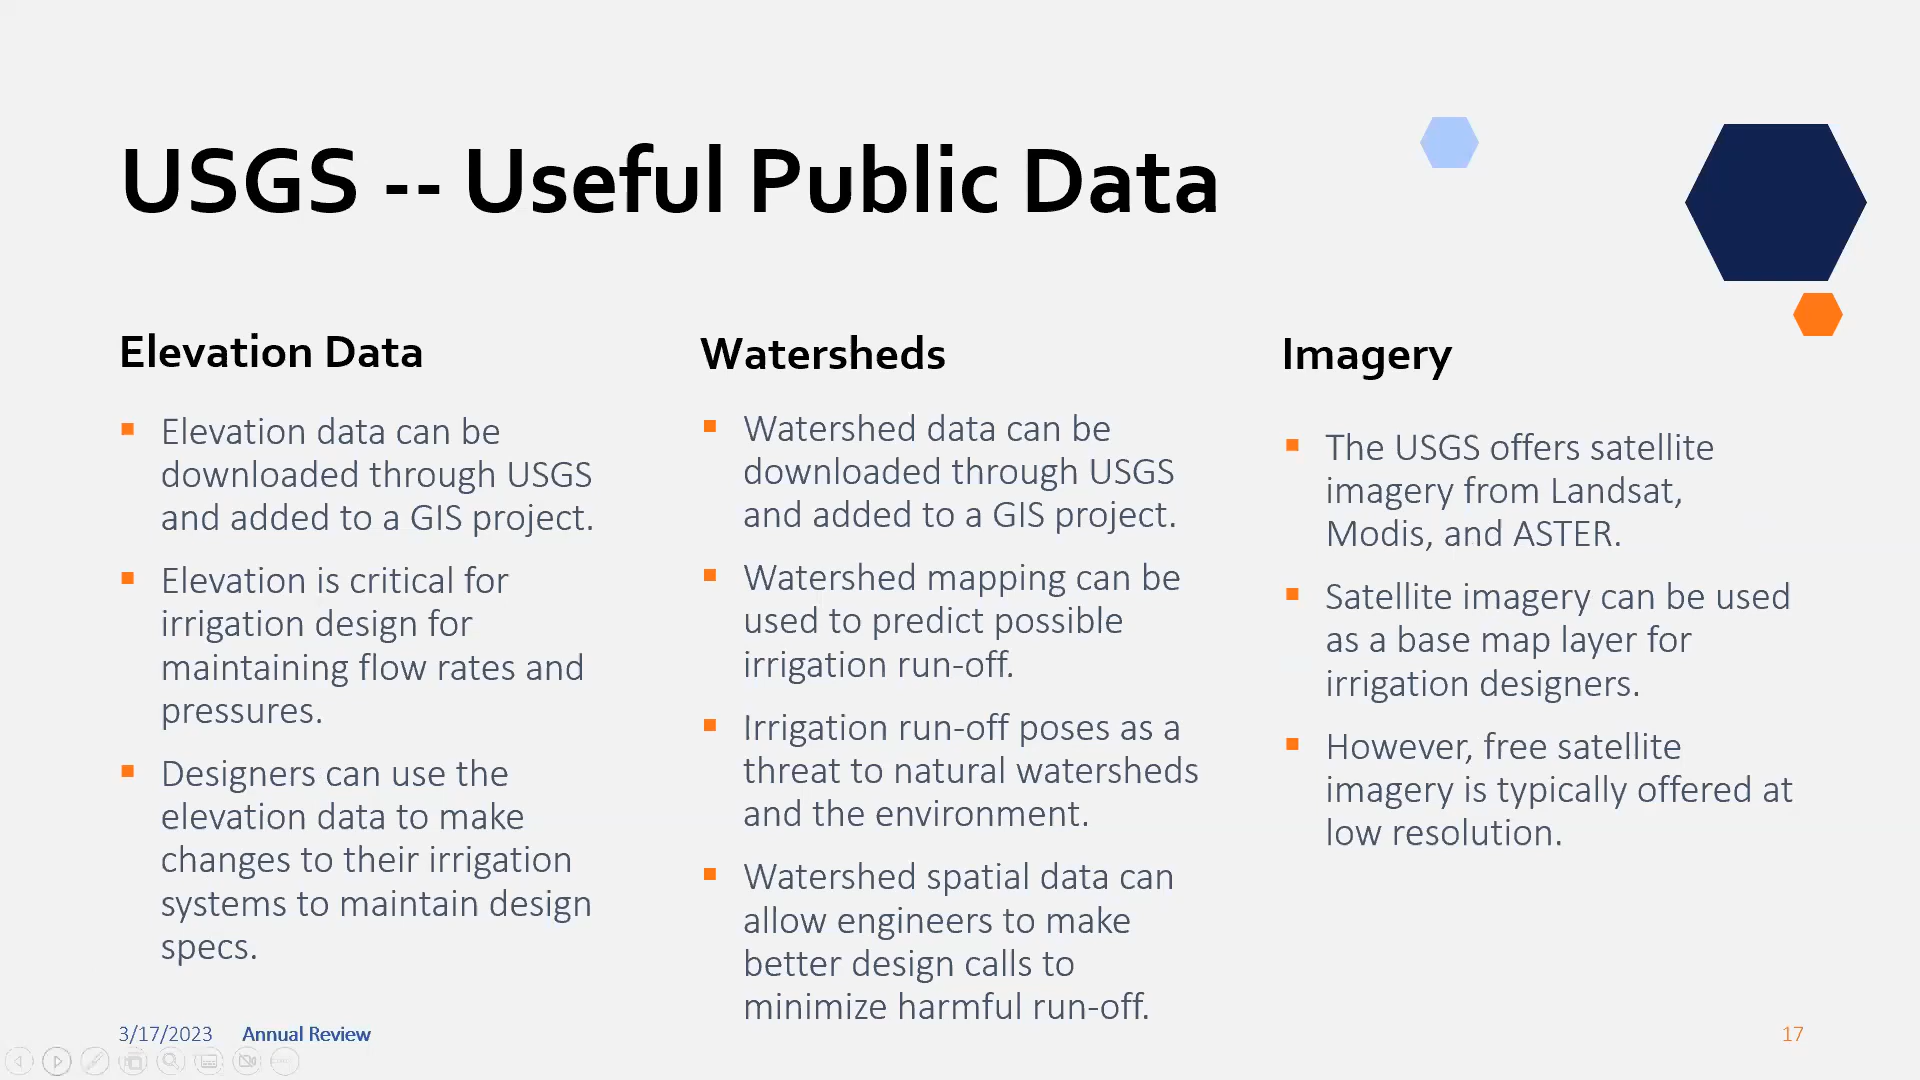 USGS -- Useful Public Data
Elevation Data
Elevation data can be
downloaded through USGS
and added to a GIS project.
Elevation is critical for
irrigation design for
maintaining flow rates and
pressures.
Designers can use the
elevation data to make
changes to their irrigation
systems to maintain design
specs.
Watersheds
Watershed data can be
downloaded through USGS
and added to a GIS project.
Watershed mapping can be
used to predict possible
irrigation run-off.
Irrigation run-off poses as a
threat to natural watersheds
and the environment.
Watershed spatial data can
allow engineers to make
better design calls to
minimize harmful run-off.
Imagery
The USGS offers satellite
imagery from Landsat,
Modis, and ASTER.
Satellite imagery can be used
as a base map layer for
irrigation designers.
However, free satellite
imagery is typically offered at
low resolution.
3/17/2023 Annual Review
17